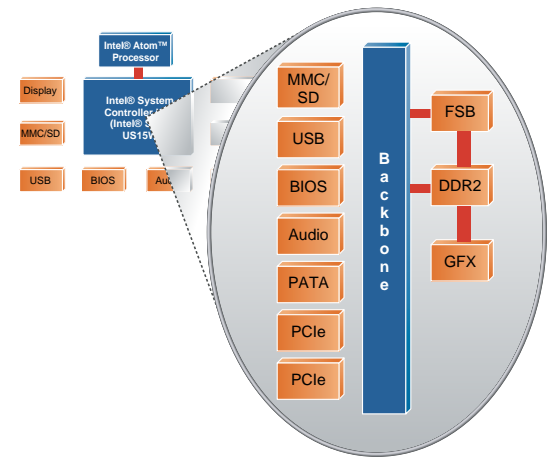 Intel® Atom™
Processor
Display
MMC/SD
Intel® System
Controller
(Intel®
US15W
USB
BIOS
MMC/
SD
USB
BIOS
Audio
PATA
PCIe
PCIe
Backbone
FSB
DDR2
GFX